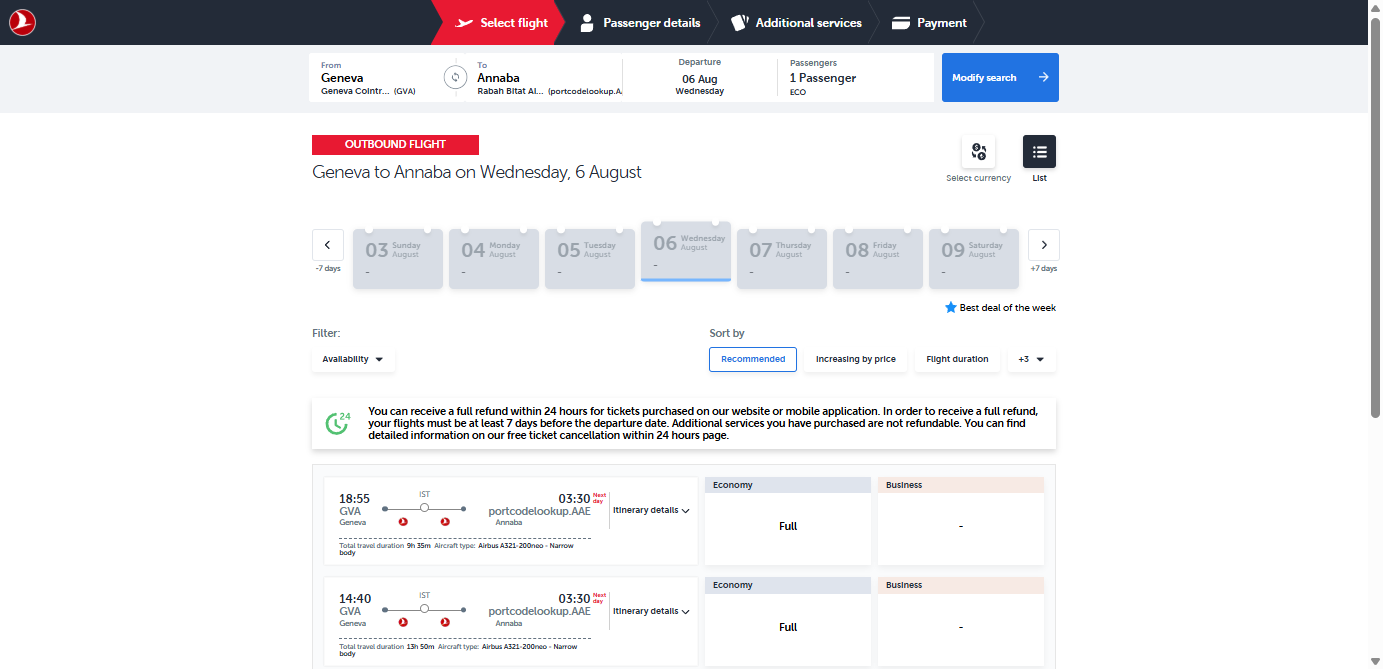 Select flight
Passenger details
Additional services
Payment
From
Geneva
Geneva Cointr... (GVA)
To
Annaba
Rabah Bitat Al... (portcodelookup.A
Departure
06 Aug
Wednesday
Passengers
1 Passenger
ECO
Modify search
OUTBOUND FLIGHT
Geneva to Annaba on Wednesday, 6 August
Select currency
List
-7 days
03 Sunday August
-
04 Monday August
-
05 Tuesday August
-
06 Wednesday August
-
07 Thursday August
-
08 Friday August
-
09 Saturday August
-
+7 days
Best deal of the week
Filter:
Availability
Sort by
Recommended
Increasing by price
Flight duration
+3
24
You can receive a full refund within 24 hours for tickets purchased on our website or mobile application. In order to receive a full refund,
your flights must be at least 7 days before the departure date. Additional services you have purchased are not refundable. You can find
detailed information on our free ticket cancellation within 24 hours page.
18:55
GVA
Geneva
IST
03:30 Next day
portcodelookup.AAE
Annaba
Itinerary details
Total travel duration 9h 35m Aircraft type: Airbus A321-200neo - Narrow
body
Economy
Full
Business
-
14:40
GVA
Geneva
IST
03:30 Next day
portcodelookup.AAE
Annaba
Itinerary details
Total travel duration 13h 50m Aircraft type: Airbus A321-200neo - Narrow
body
Economy
Full
Business
-